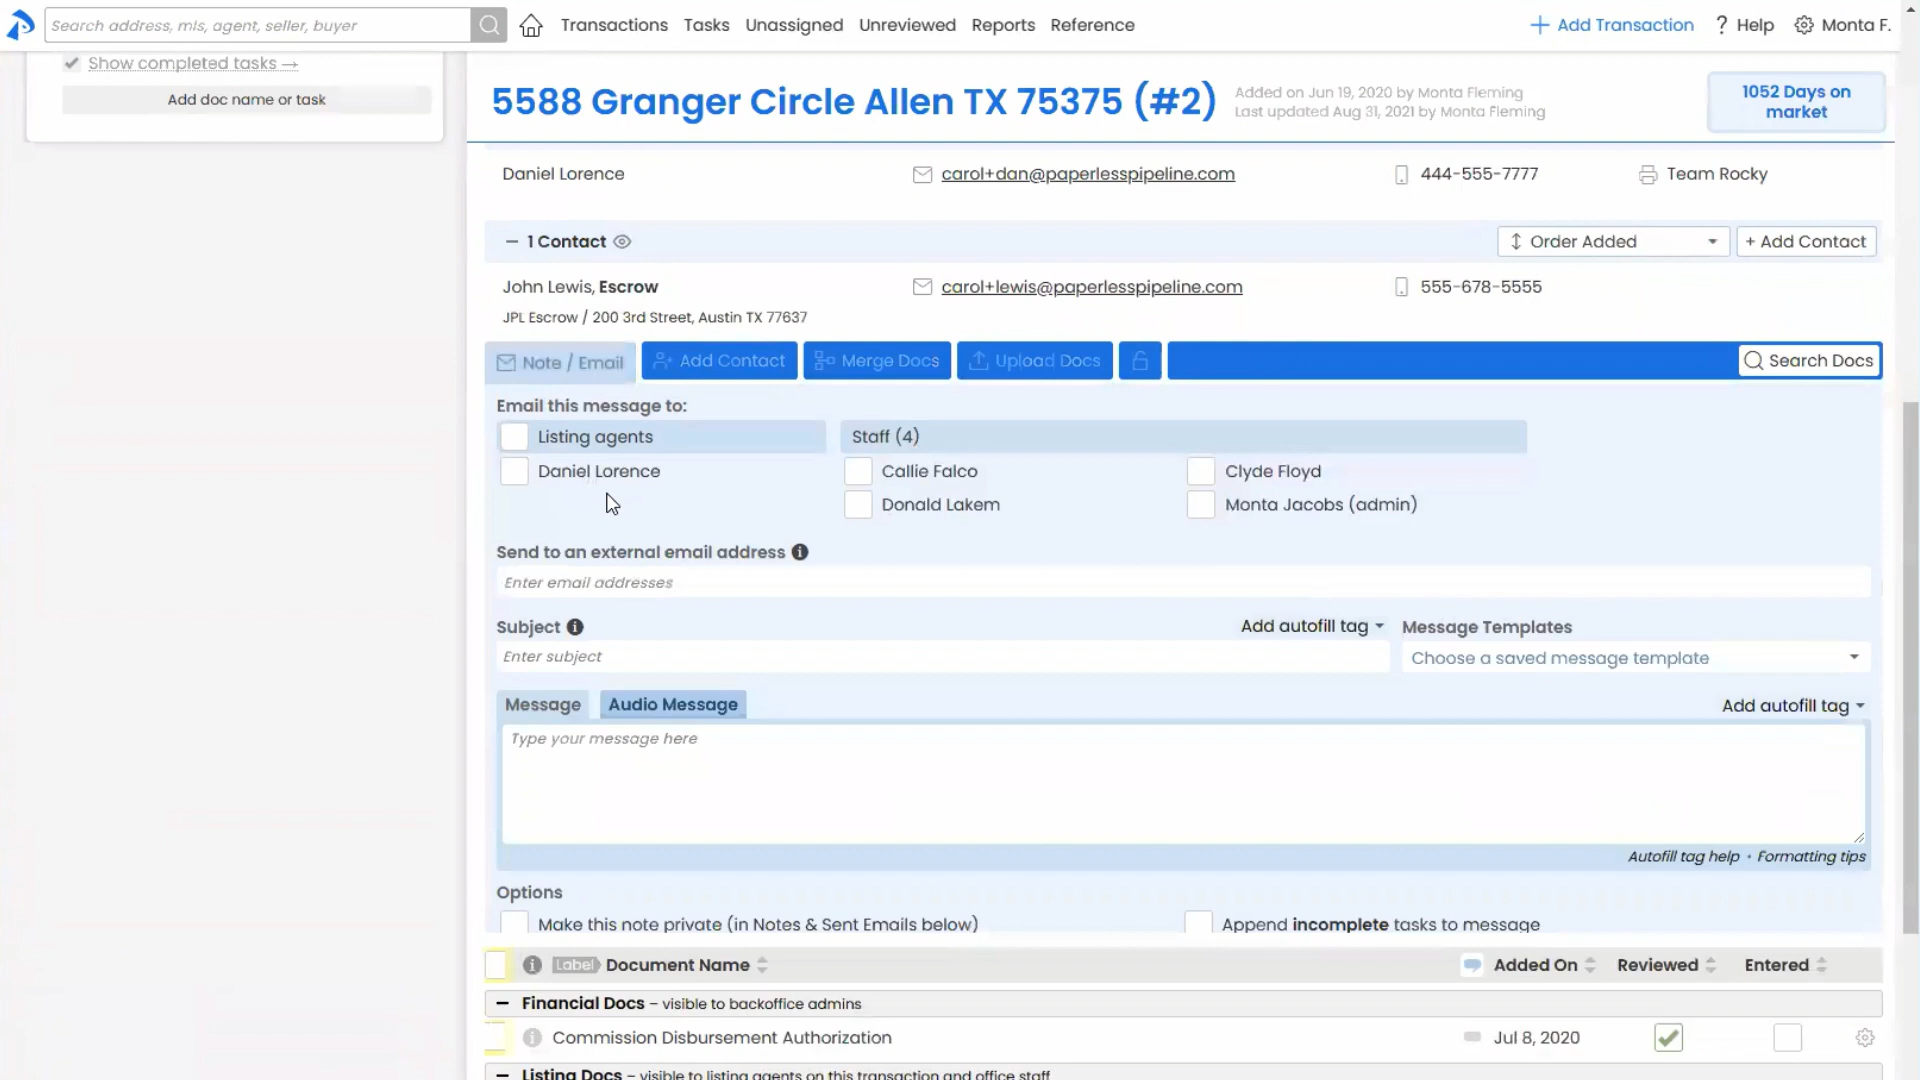 Search address, mls, agent, seller, buyer
Transactions Tasks Unassigned Unreviewed Reports Reference
Add Transaction ? Help Monta F.
Show completed tasks →
Add doc name or task
5588 Granger Circle Allen TX 75375 (#2)
Added on Jun 19, 2020 by Monta Fleming
Last updated Aug 31, 2021 by Monta Fleming
1052 Days on
market
Daniel Lorence carol+dan@paperlesspipeline.com 444-555-7777 Team Rocky
1 Contact Order Added + Add Contact
John Lewis, Escrow carol+lewis@paperlesspipeline.com 555-678-5555
JPL Escrow / 200 3rd Street, Austin TX 77637
Note / Email Add Contact Merge Docs Upload Docs Search Docs
Email this message to:
Listing agents Staff (4)
Daniel Lorence Callie Falco Clyde Floyd
Donald Lakem Monta Jacobs (admin)
Send to an external email address
Enter email addresses
Subject Add autofill tag Message Templates
Enter subject Choose a saved message template
Message Audio Message Add autofill tag
Type your message here
Autofill tag help • Formatting tips
Options
Make this note private (in Notes & Sent Emails below) Append incomplete tasks to message
Label Document Name Added On Reviewed Entered
Financial Docs – visible to backoffice admins
Commission Disbursement Authorization Jul 8, 2020
Listing Docs – visible to listing agents on this transaction and office staff